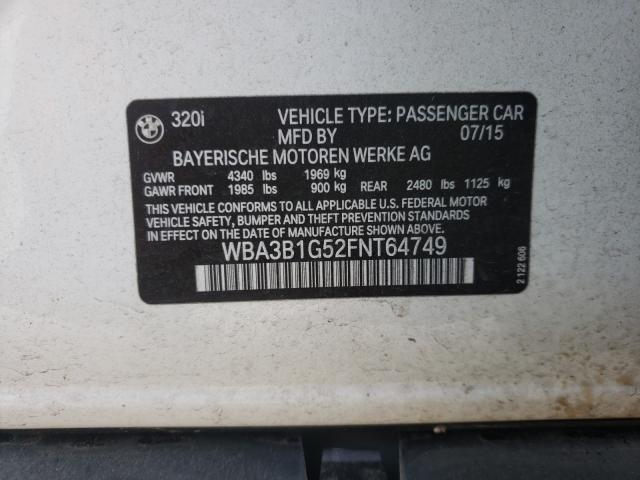 320i VEHICLE TYPE: PASSENGER CAR
MFD BY 07/15
BAYERISCHE MOTOREN WERKE AG
GVWR 4340 lbs 1969 kg
GAWR FRONT 1985 lbs 900 kg REAR 2480 lbs 1125 kg
THIS VEHICLE CONFORMS TO ALL APPLICABLE U.S. FEDERAL MOTOR
VEHICLE SAFETY, BUMPER AND THEFT PREVENTION STANDARDS
IN EFFECT ON THE DATE OF MANUFACTURE SHOWN ABOVE.
WBA3B1G52FNT64749
2 122 606